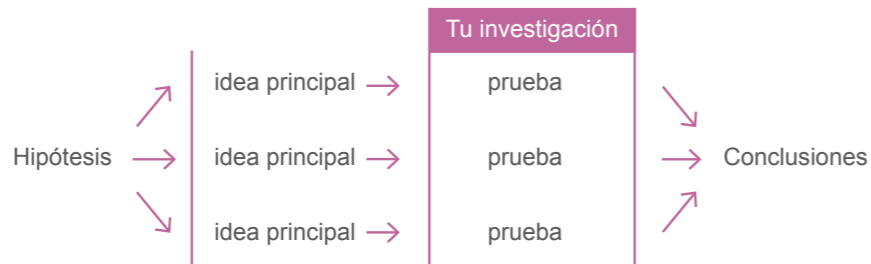 Tu investigación
idea principal → prueba
Hipótesis → idea principal → prueba → Conclusiones
idea principal → prueba